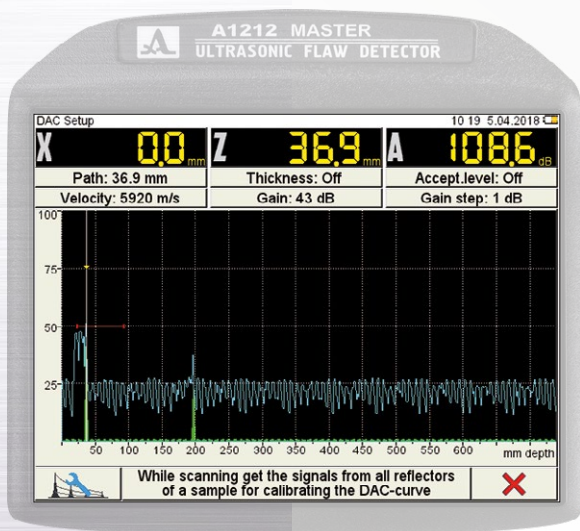 A1212 MASTER
ULTRASONIC FLAW DETECTOR
DAC Setup 10 19 5.04.2018
X 0.0 mm Z 36.9 mm A 108.6 dB
Path: 36.9 mm Thickness: Off Accept.level: Off
Velocity: 5920 m/s Gain: 43 dB Gain step: 1 dB
100
75
50
25
50 100 150 200 250 300 350 400 450 500 550 600 mm depth
While scanning get the signals from all reflectors
of a sample for calibrating the DAC-curve